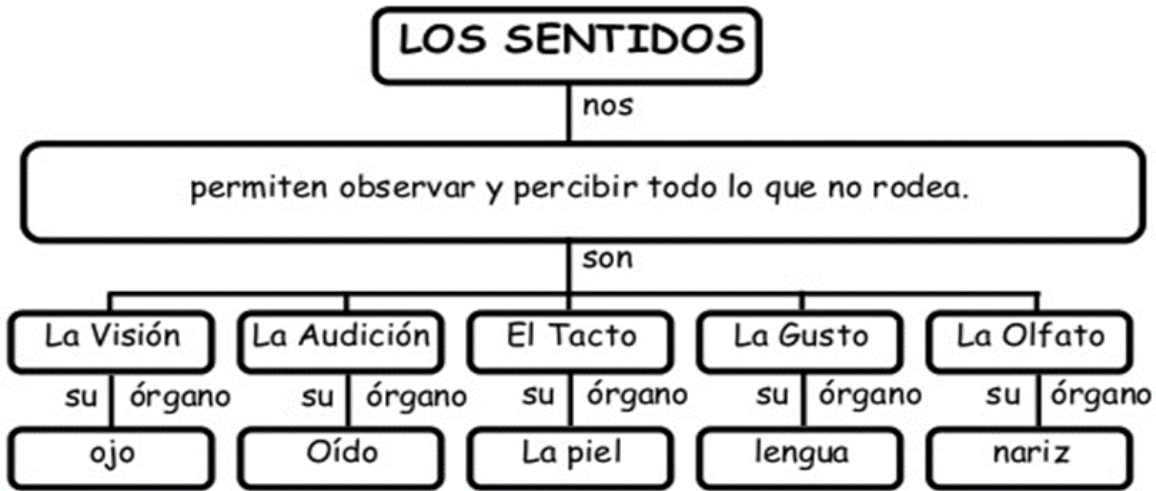 LOS SENTIDOS
nos
permiten observar y percibir todo lo que no rodea.
son
La Visión La Audición El Tacto La Gusto La Olfato
su órgano su órgano su órgano su órgano su órgano
ojo Oído La piel lengua nariz